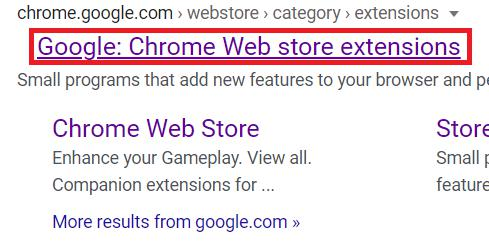 chrome.google.com › webstore › category › extensions
Google: Chrome Web store extensions
Small programs that add new features to your browser and
Chrome Web Store
Store
Enhance your Gameplay. View all.
Small
Companion extensions for ...
More results from google.com »